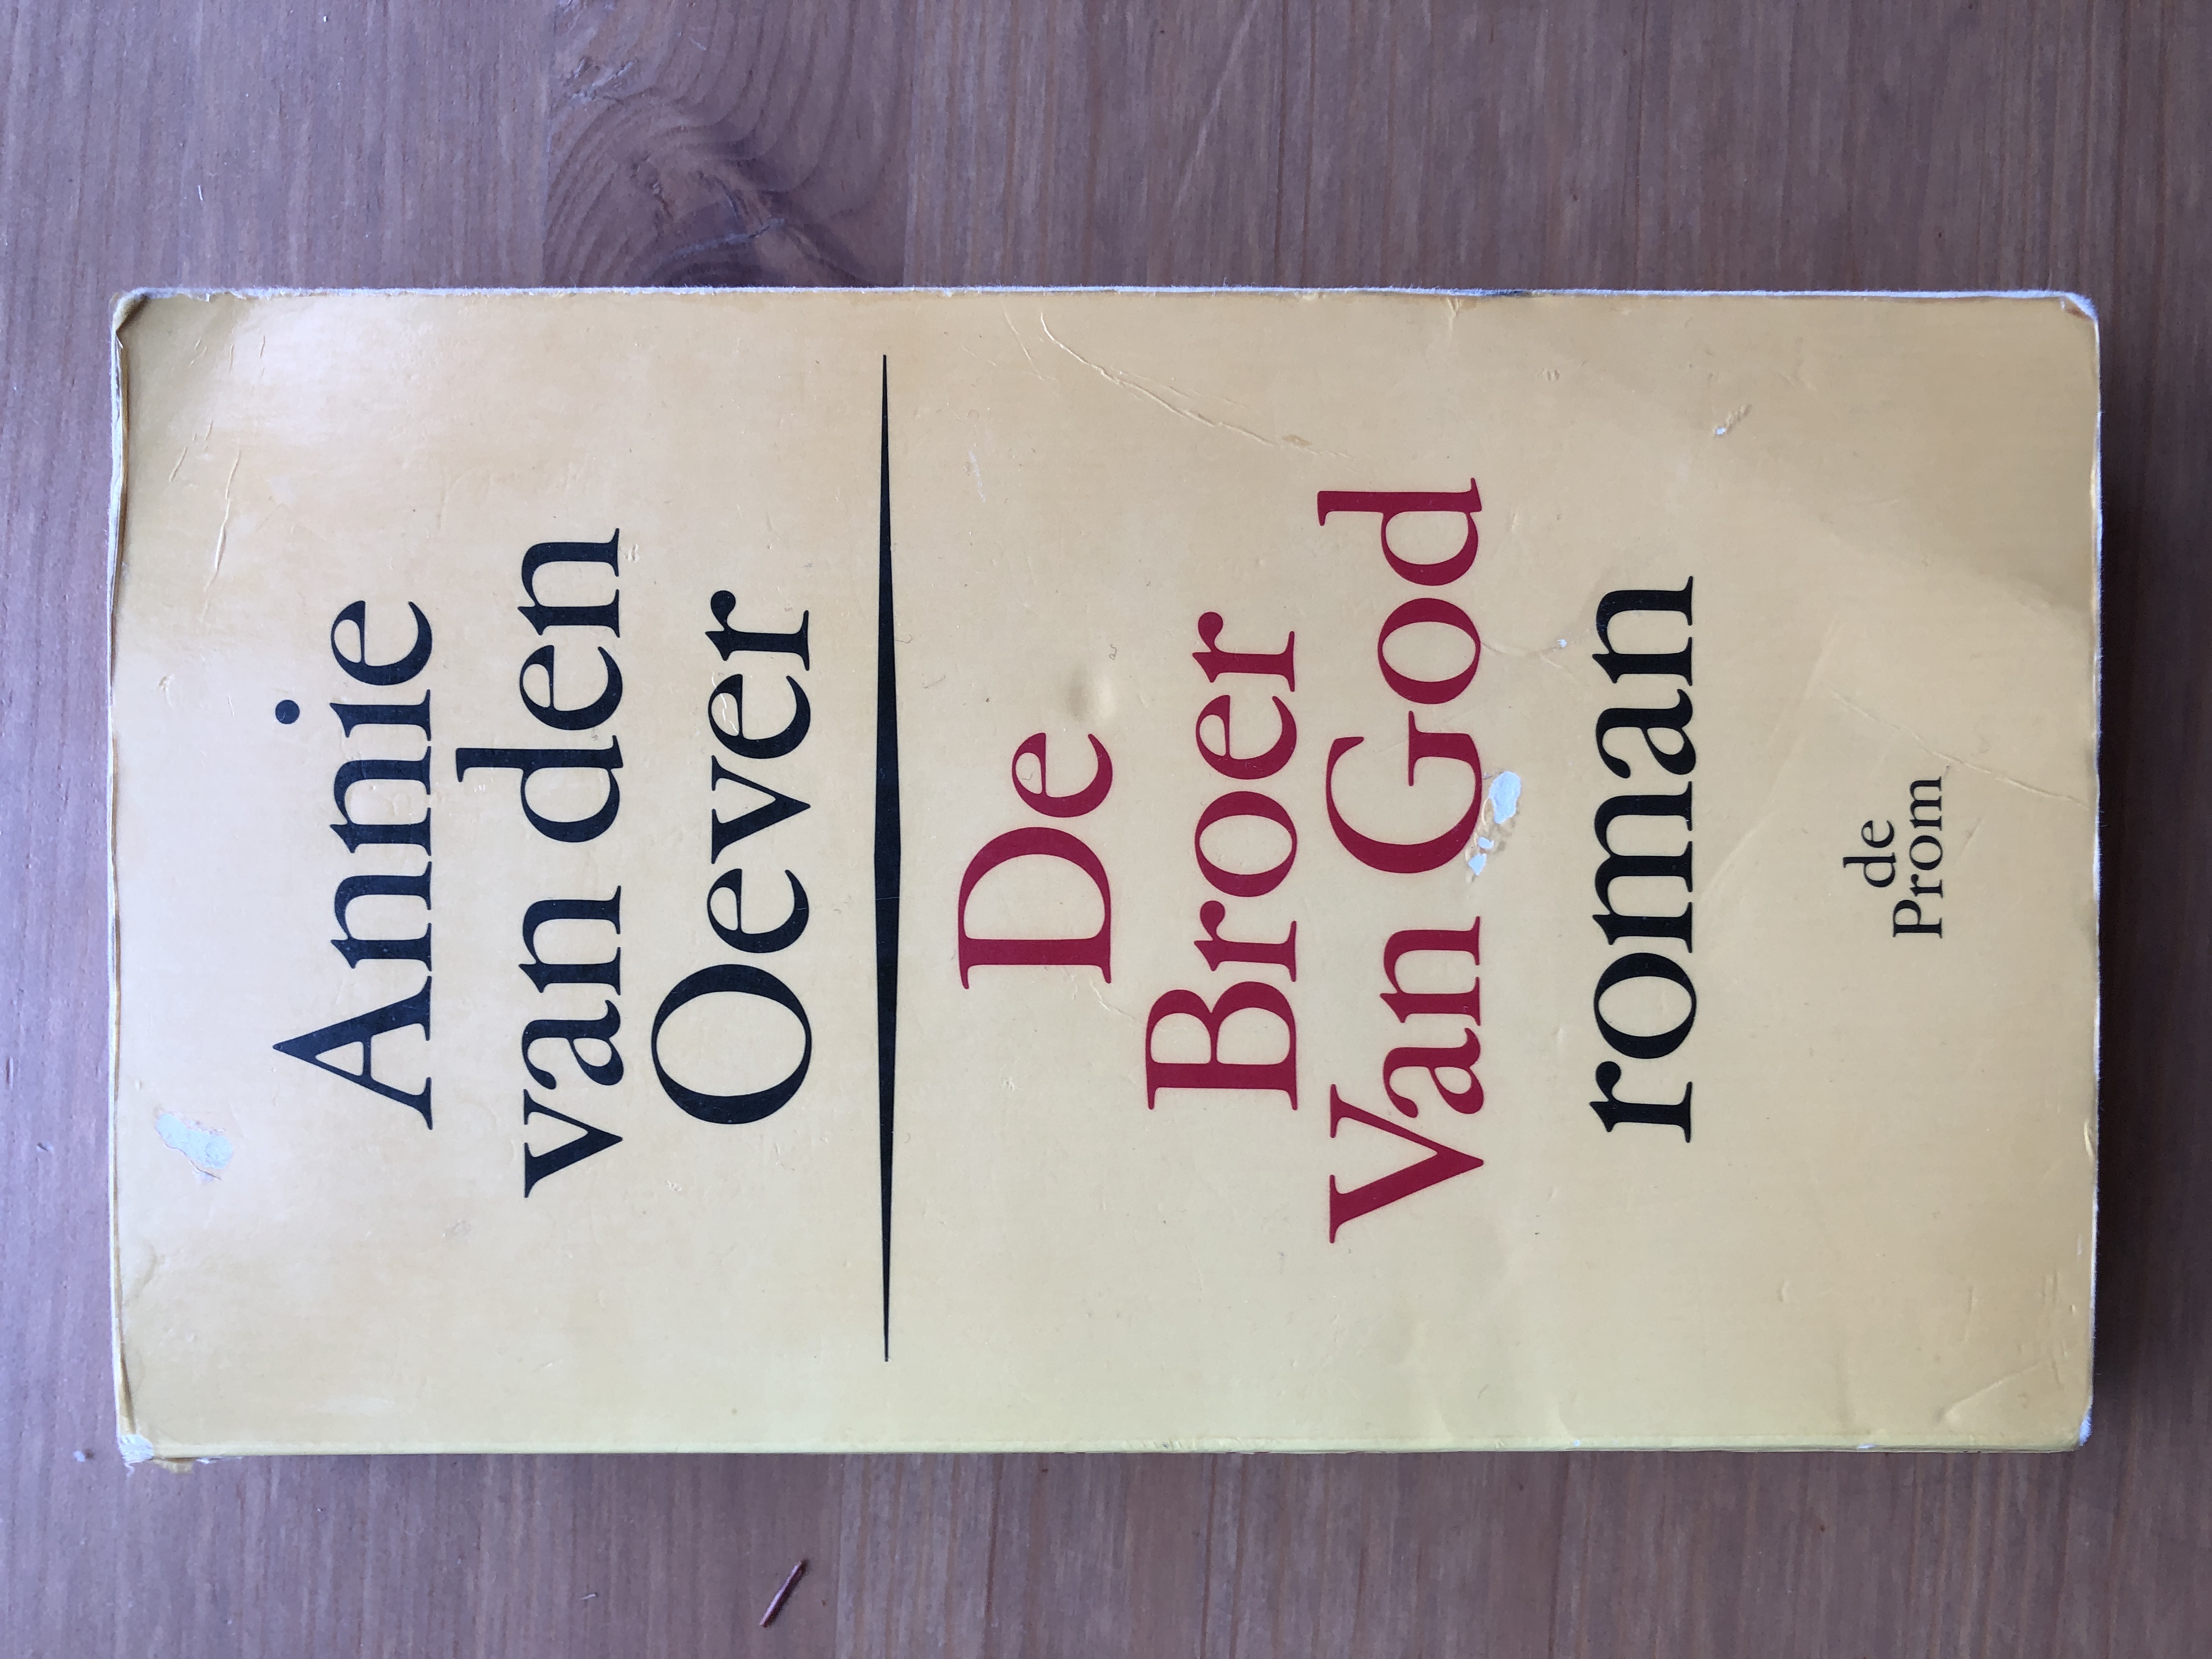 Annie
van den
Oever
De
Broer
Van God
roman
de
Prom